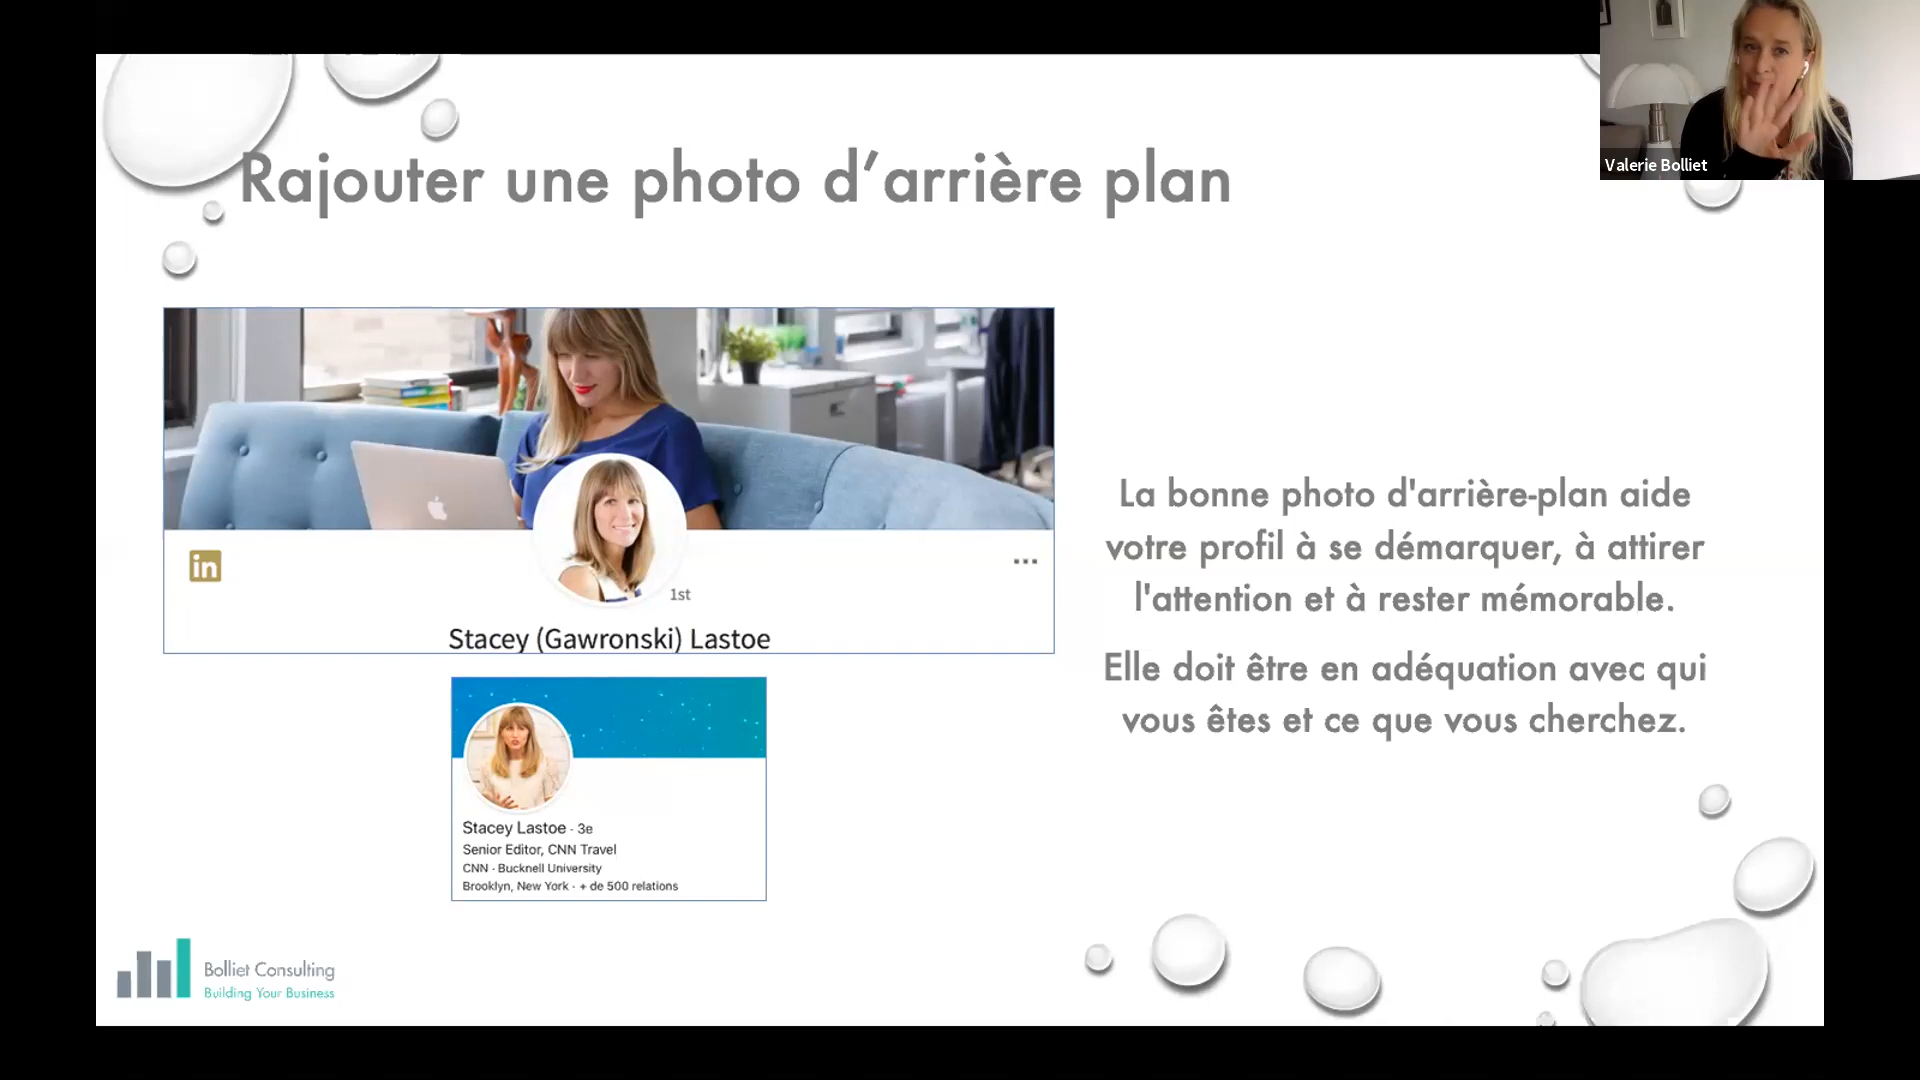 Valerie Bolliet
Rajouter une photo d’arrière plan
in
1st
Stacey (Gawronski) Lastoe
La bonne photo d'arrière-plan aide
votre profil à se démarquer, à attirer
l'attention et à rester mémorable.
Elle doit être en adéquation avec qui
vous êtes et ce que vous cherchez.
Stacey Lastoe · 3e
Senior Editor, CNN Travel
CNN · Bucknell University
Brooklyn, New York · + de 500 relations
Bolliet Consulting
Building Your Business